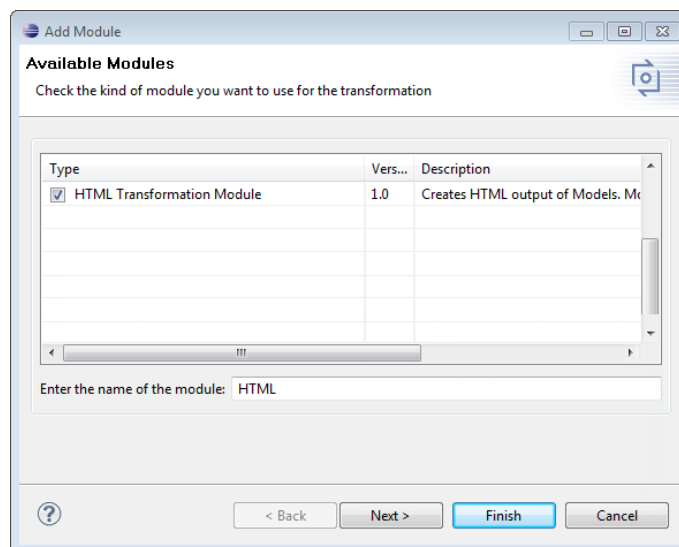 Add Module
Available Modules
Check the kind of module you want to use for the transformation
Type Vers... Description
HTML Transformation Module 1.0 Creates HTML output of Models.
Enter the name of the module: HTML
< Back Next > Finish Cancel